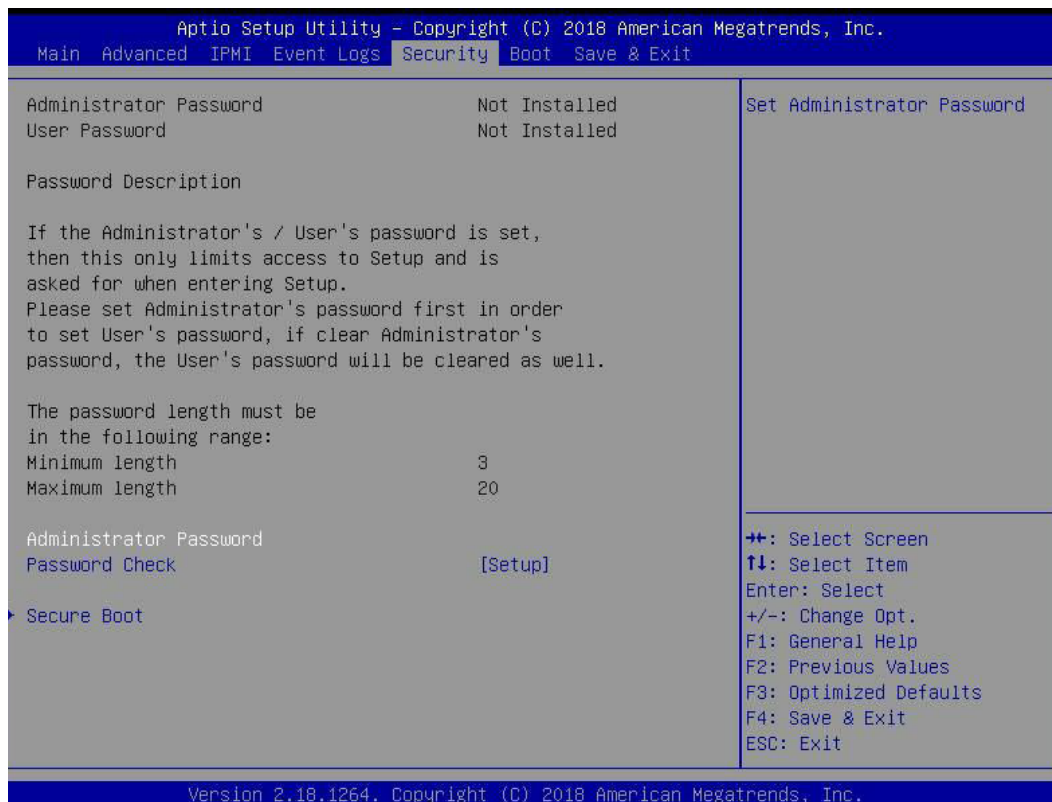 Aptio Setup Utility – Copyright (C) 2018 American Megatrends, Inc.
Main Advanced IPMI Event Logs Security Boot Save & Exit
Administrator Password Not Installed
User Password Not Installed
Password Description
If the Administrator's / User's password is set,
then this only limits access to Setup and is
asked for when entering Setup.
Please set Administrator's password first in order
to set User's password, if clear Administrator's
password, the User's password will be cleared as well.
The password length must be
in the following range:
Minimum length 3
Maximum length 20
Administrator Password
Password Check [Setup]
Secure Boot
Set Administrator Password
→←: Select Screen
↑↓: Select Item
Enter: Select
+/-: Change Opt.
F1: General Help
F2: Previous Values
F3: Optimized Defaults
F4: Save & Exit
ESC: Exit
Version 2.18.1264. Copyright (C) 2018 American Megatrends, Inc.